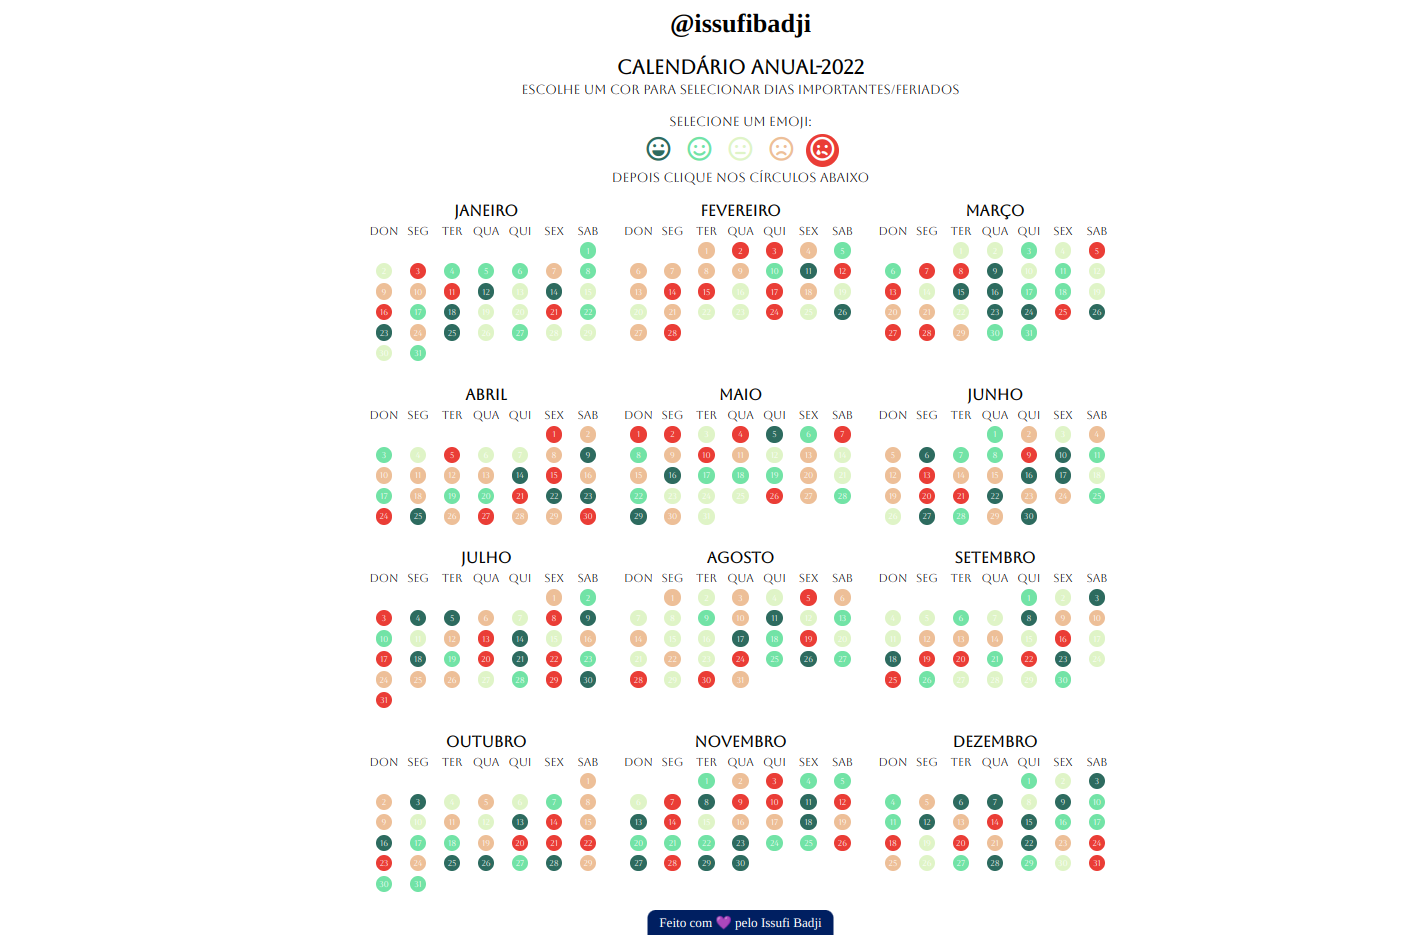 @issufibadji
CALENDÁRIO ANUAL-2022
ESCOLHE UM COR PARA SELECIONAR DIAS IMPORTANTES/FERIADOS
SELECIONE UM EMOJI:
DEPOIS CLIQUE NOS CÍRCULOS ABAIXO
JANEIRO
DON SEG TER QUA QUI SEX SAB
1
2 3 4 5 6 7 8
9 10 11 12 13 14 15
16 17 18 19 20 21 22
23 24 25 26 27 28 29
30 31
FEVEREIRO
DON SEG TER QUA QUI SEX SAB
1 2 3 4 5
6 7 8 9 10 11 12
13 14 15 16 17 18 19
20 21 22 23 24 25 26
27 28
MARÇO
DON SEG TER QUA QUI SEX SAB
1 2 3 4 5
6 7 8 9 10 11 12
13 14 15 16 17 18 19
20 21 22 23 24 25 26
27 28 29 30 31
ABRIL
DON SEG TER QUA QUI SEX SAB
1 2
3 4 5 6 7 8 9
10 11 12 13 14 15 16
17 18 19 20 21 22 23
24 25 26 27 28 29 30
MAIO
DON SEG TER QUA QUI SEX SAB
1 2 3 4 5 6 7
8 9 10 11 12 13 14
15 16 17 18 19 20 21
22 23 24 25 26 27 28
29 30 31
JUNHO
DON SEG TER QUA QUI SEX SAB
1 2 3 4
5 6 7 8 9 10 11
12 13 14 15 16 17 18
19 20 21 22 23 24 25
26 27 28 29 30
JULHO
DON SEG TER QUA QUI SEX SAB
1 2
3 4 5 6 7 8 9
10 11 12 13 14 15 16
17 18 19 20 21 22 23
24 25 26 27 28 29 30
31
AGOSTO
DON SEG TER QUA QUI SEX SAB
1 2 3 4 5 6
7 8 9 10 11 12 13
14 15 16 17 18 19 20
21 22 23 24 25 26 27
28 29 30 31
SETEMBRO
DON SEG TER QUA QUI SEX SAB
1 2 3
4 5 6 7 8 9 10
11 12 13 14 15 16 17
18 19 20 21 22 23 24
25 26 27 28 29 30
OUTUBRO
DON SEG TER QUA QUI SEX SAB
1
2 3 4 5 6 7 8
9 10 11 12 13 14 15
16 17 18 19 20 21 22
23 24 25 26 27 28 29
30 31
NOVEMBRO
DON SEG TER QUA QUI SEX SAB
1 2 3 4 5
6 7 8 9 10 11 12
13 14 15 16 17 18 19
20 21 22 23 24 25 26
27 28 29 30
DEZEMBRO
DON SEG TER QUA QUI SEX SAB
1 2 3
4 5 6 7 8 9 10
11 12 13 14 15 16 17
18 19 20 21 22 23 24
25 26 27 28 29 30 31
Feito com 💜 pelo Issufi Badji